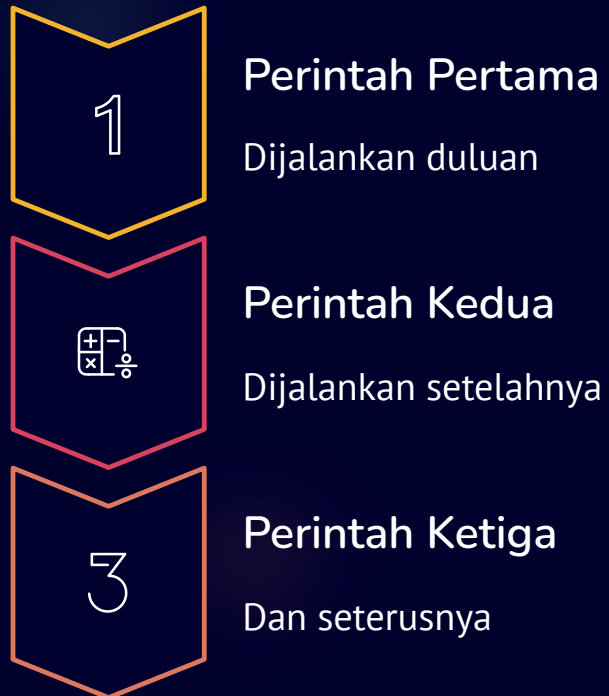 1
Perintah Pertama
Dijalankan duluan
Perintah Kedua
Dijalankan setelahnya
3
Perintah Ketiga
Dan seterusnya